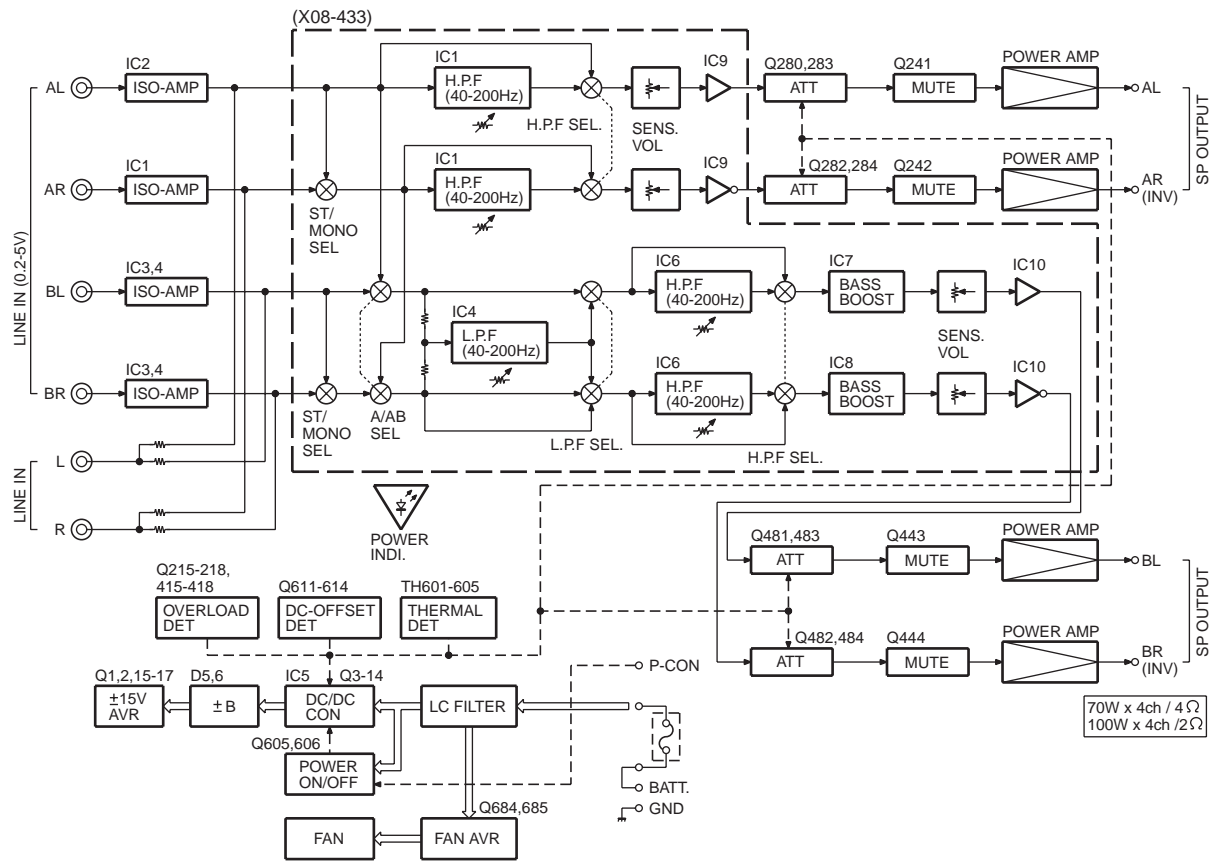 (X08-433)
IC2
ISO-AMP
AL
IC1
H.P.F
(40-200Hz)
H.P.F SEL.
SENS.
VOL
IC9
Q280,283
ATT
Q241
MUTE
POWER AMP
AL
SP OUTPUT
LINE IN (0.2-5V)
AR
IC1
ISO-AMP
ST/
MONO
SEL
IC1
H.P.F
(40-200Hz)
IC9
Q282,284
ATT
Q242
MUTE
POWER AMP
AR
(INV)
BL
IC3,4
ISO-AMP
IC4
L.P.F
(40-200Hz)
IC6
H.P.F
(40-200Hz)
IC7
BASS
BOOST
SENS.
VOL
IC10
BR
IC3,4
ISO-AMP
ST/
MONO
SEL
A/AB
SEL
L.P.F SEL.
IC6
H.P.F
(40-200Hz)
H.P.F SEL.
IC8
BASS
BOOST
IC10
LINE IN
L
R
POWER
INDI.
Q481,483
ATT
Q443
MUTE
POWER AMP
BL
SP OUTPUT
Q482,484
ATT
Q444
MUTE
POWER AMP
BR
(INV)
Q215-218,
415-418
OVERLOAD
DET
Q611-614
DC-OFFSET
DET
TH601-605
THERMAL
DET
P-CON
Q1,2,15-17
±15V
AVR
D5,6
± B
IC5
Q3-14
DC/DC
CON
LC FILTER
70W x 4ch / 4Ω
100W x 4ch /2Ω
Q605,606
POWER
ON/OFF
BATT.
GND
Q684,685
FAN
FAN AVR